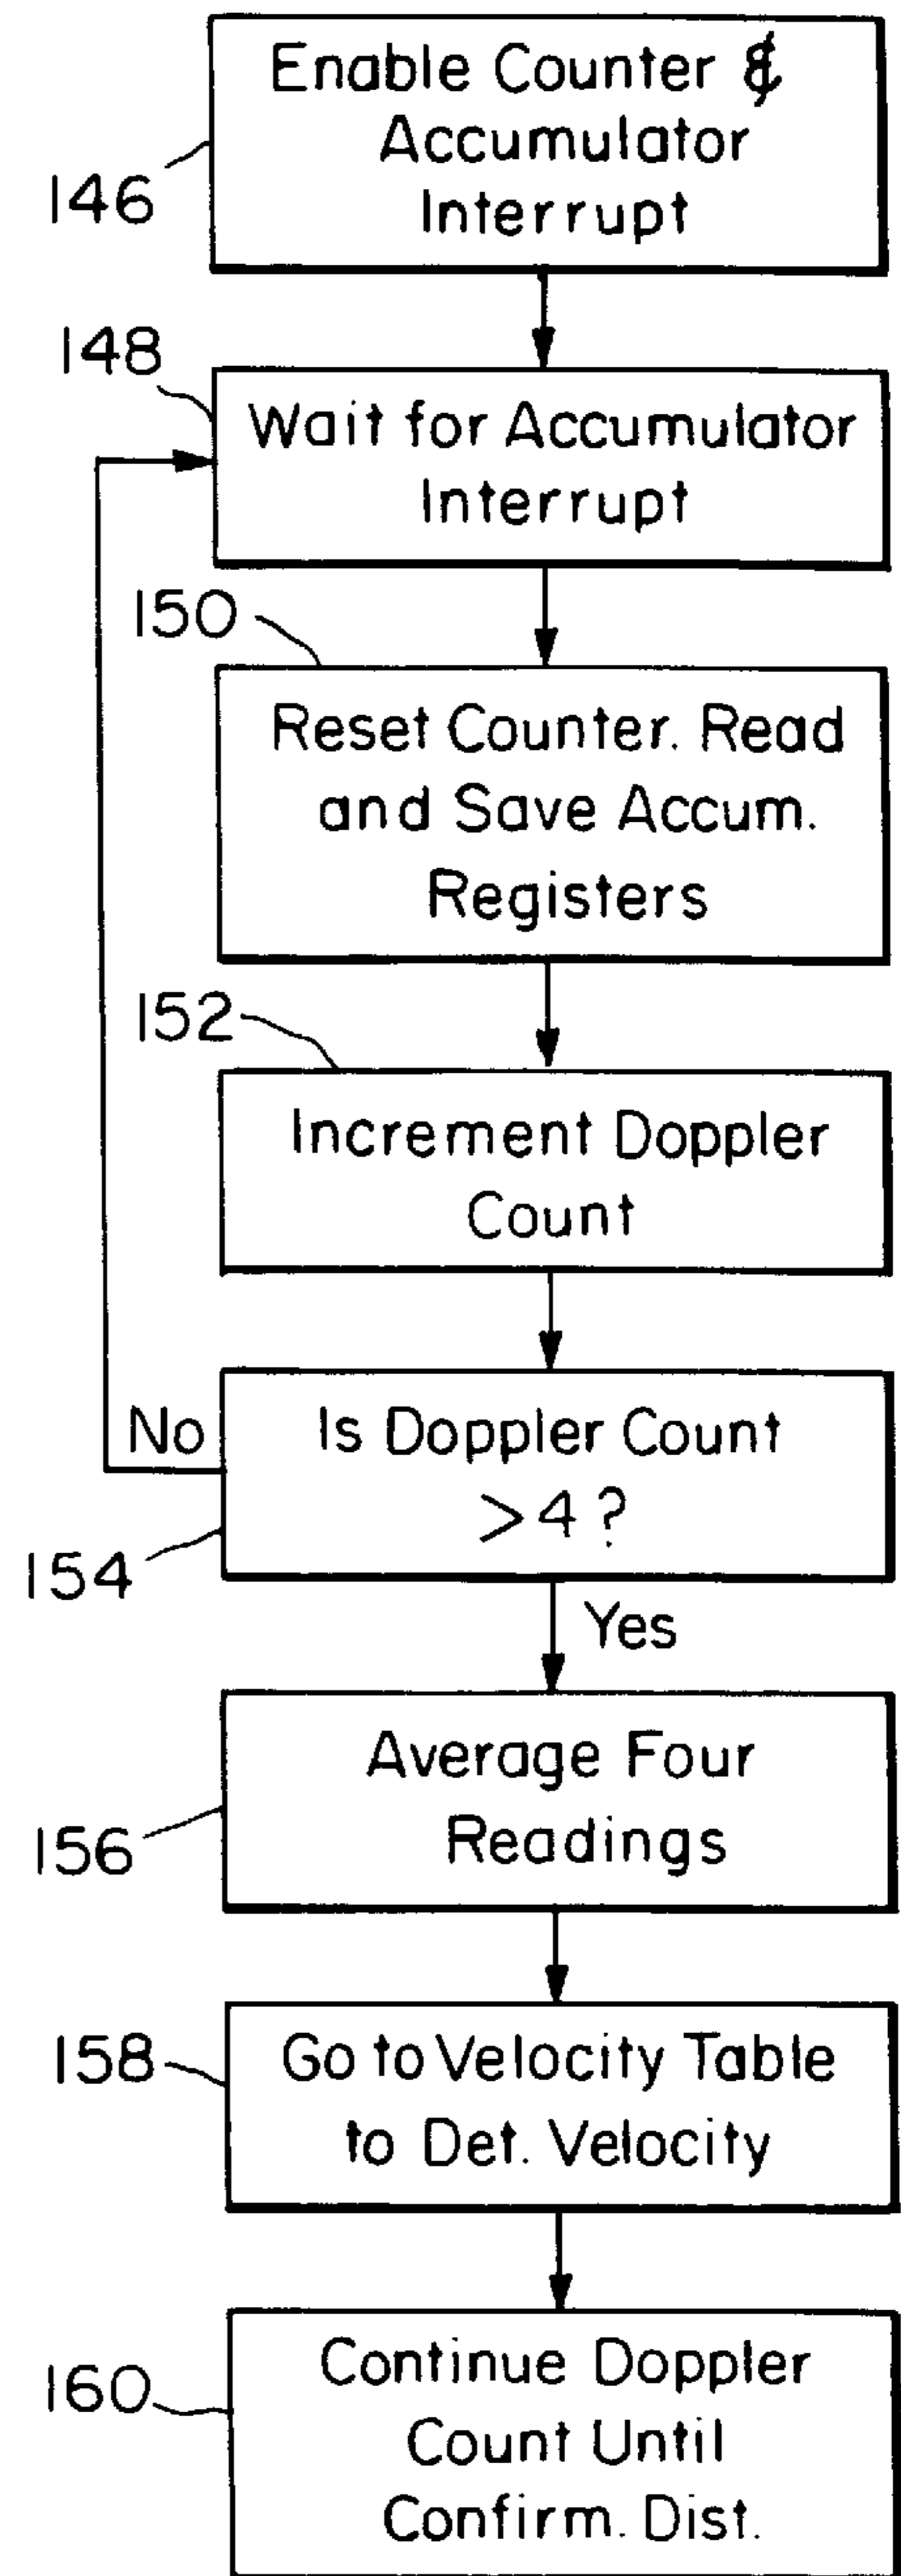 Enable Counter &
Accumulator
Interrupt
146
148
Wait for Accumulator
Interrupt
150
Reset Counter. Read
and Save Accum.
Registers
152
Increment Doppler
Count
No
Is Doppler Count
>4?
154
Yes
Average Four
Readings
156
158
Go to Velocity Table
to Det. Velocity
160
Continue Doppler
Count Until
Confirm. Dist.